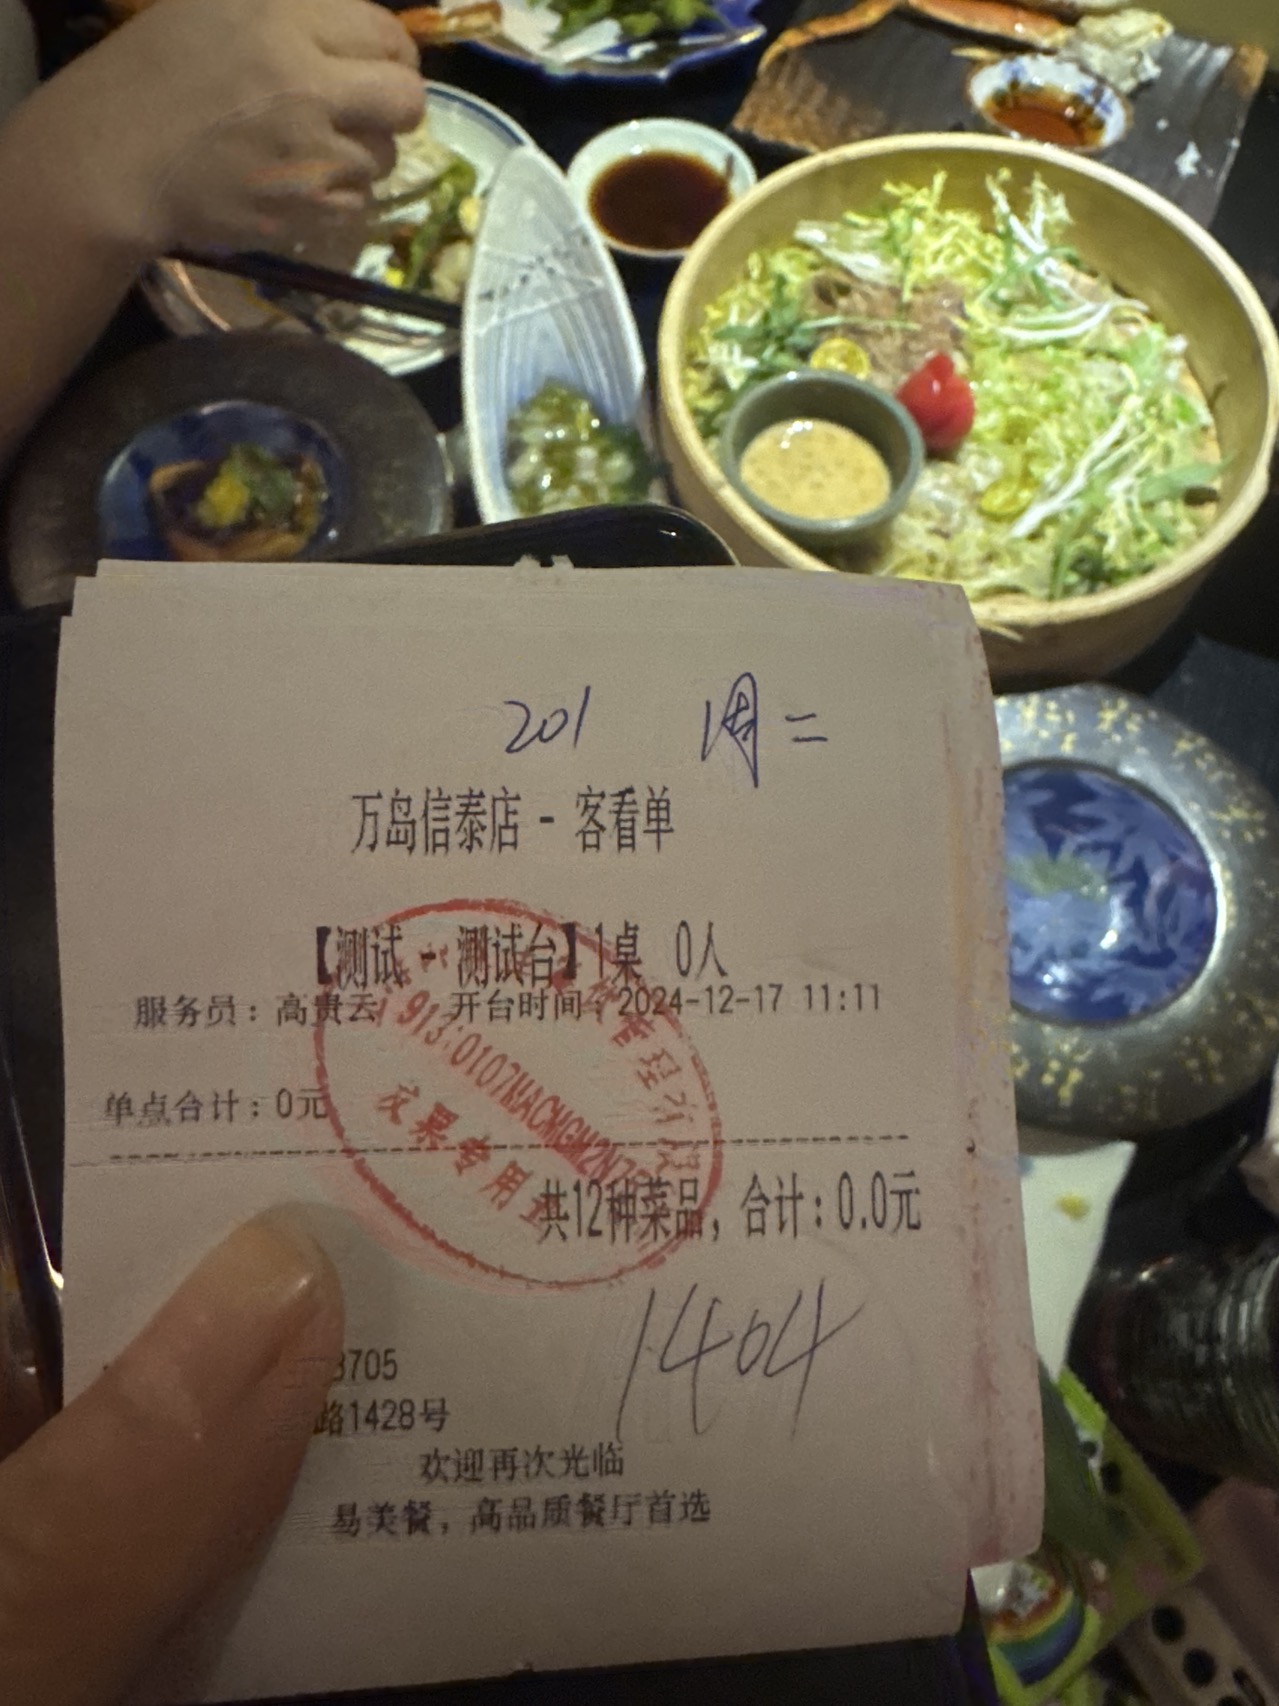 201 周二
万岛信泰店 - 客看单
【测试 - 测试台】1桌 0人
服务员：高贵云 开台时间：2024-12-17 11:11
单点合计：0元
发票专用
共12种菜品，合计：0.0元
1404
3705
路1428号
欢迎再次光临
易美餐，高品质餐厅首选